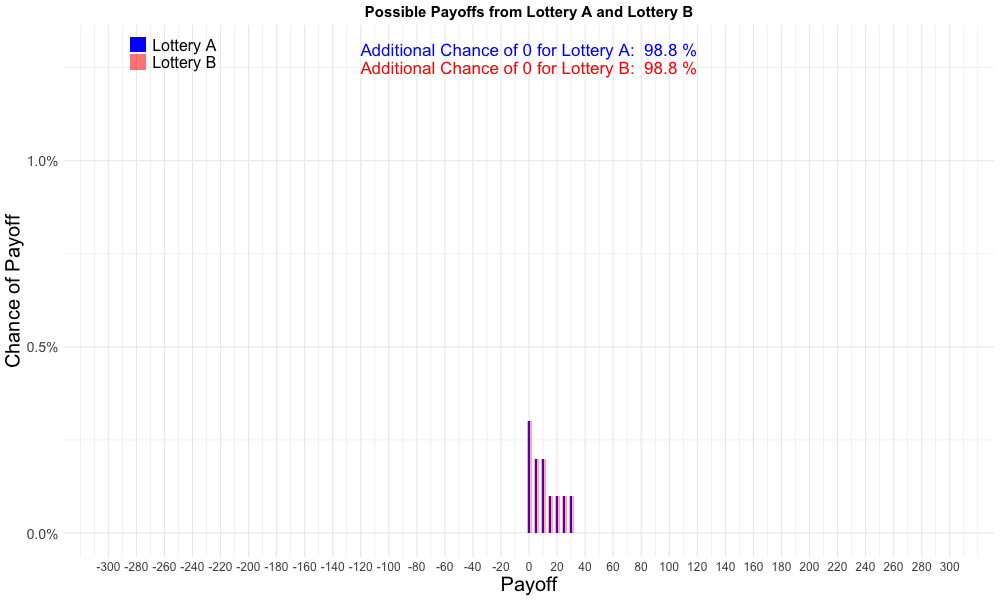 Possible Payoffs from Lottery A and Lottery B
Lottery A
Lottery B
Additional Chance of 0 for Lottery A: 98.8 %
Additional Chance of 0 for Lottery B: 98.8 %
Chance of Payoff
1.0%
0.5%
0.0%
-300 -280 -260 -240 -220 -200 -180 -160 -140 -120 -100 -80 -60 -40 -20 0 20 40 60 80 100 120 140 160 180 200 220 240 260 280 300
Payoff